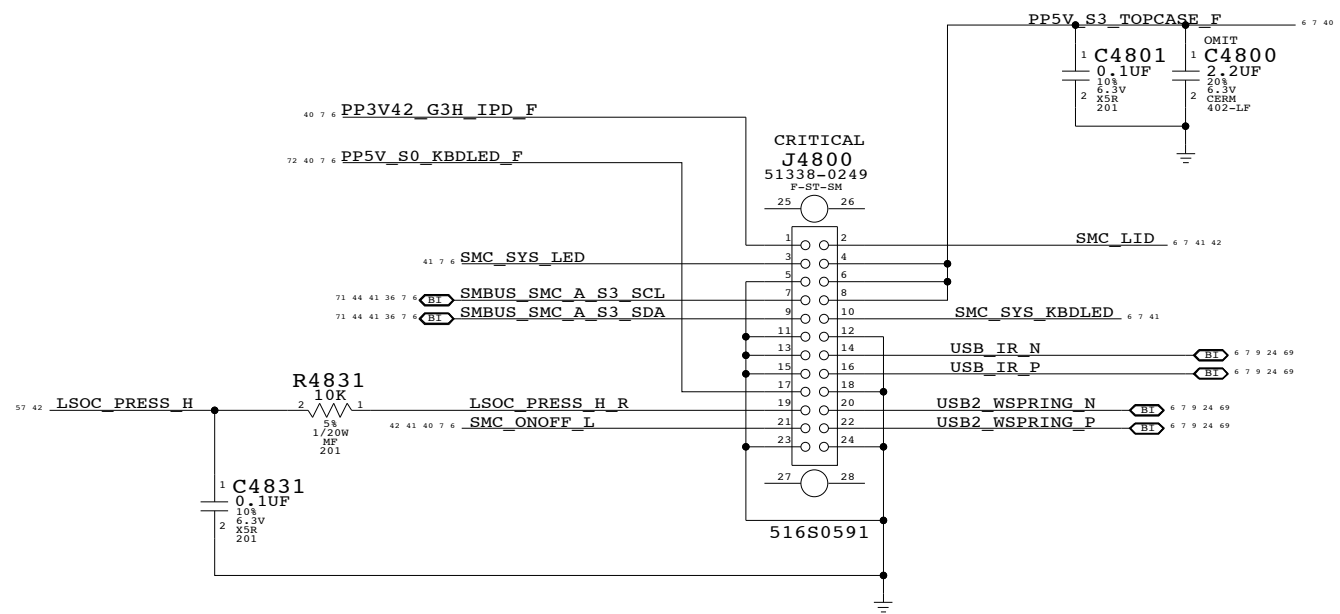 PP5V_S3_TOPCASE_F 6 7 40
OMIT
1 C4801 1 C4800
0.1UF 2.2UF
10% 20%
6.3V 6.3V
2 X5R 2 CERM
201 402-LF
40 7 6 PP3V42_G3H_IPD_F
72 40 7 6 PP5V_S0_KBDLED_F
CRITICAL
J4800
51338-0249
F-ST-SM
25 26
1 2 SMC_LID 6 7 41 42
41 7 6 SMC_SYS_LED 3 4
5 6
71 44 41 36 7 6 BI SMBUS_SMC_A_S3_SCL 7 8
71 44 41 36 7 6 BI SMBUS_SMC_A_S3_SDA 9 10 SMC_SYS_KBDLED 6 7 41
11 12
13 14 USB_IR_N BI 6 7 9 24 69
15 16 USB_IR_P BI 6 7 9 24 69
17 18
R4831
10K
57 42 LSOC_PRESS_H 2 1 LSOC_PRESS_H_R 19 20 USB2_WSPRING_N BI 6 7 9 24 69
5%
42 41 40 7 6 SMC_ONOFF_L 21 22 USB2_WSPRING_P BI 6 7 9 24 69
1/20W
MF
201
23 24
27 28
1 C4831
0.1UF
10%
6.3V
2 X5R
201
516S0591